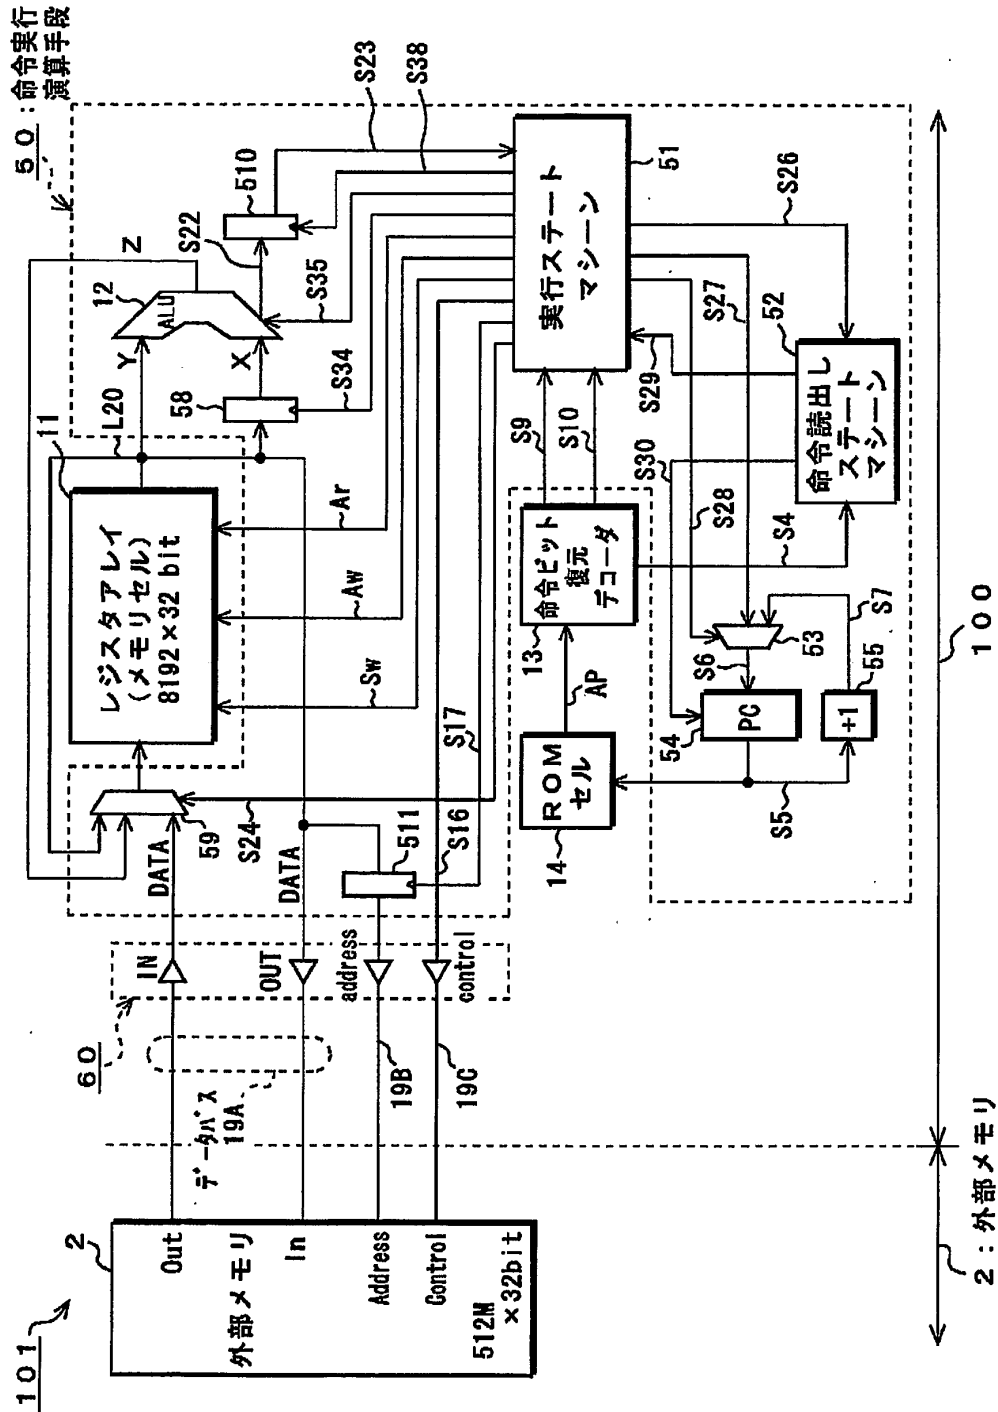 101
2
外部メモリ
Out
In
Address
Control
512M
×32bit
データバス
19A
19B
19C
60
IN
OUT
address
control
50:命令実行
演算手段
DATA
DATA
59
S24
511
S16
S17
11
レジスタアレイ
(メモリセル)
8192×32 bit
L20
Sw
Aw
Ar
58
Y
X
12
ALU
Z
S22
510
S34
S35
S23
S38
14
ROM
セル
AP
13
命令ビット
復元
デコーダ
S9
S10
実行ステート
マシーン
51
S29
S30
S28
S27
S26
S4
52
命令読出し
ステート
マシーン
54
PC
S6
53
S7
55
+1
S5
100
2:外部メモリ